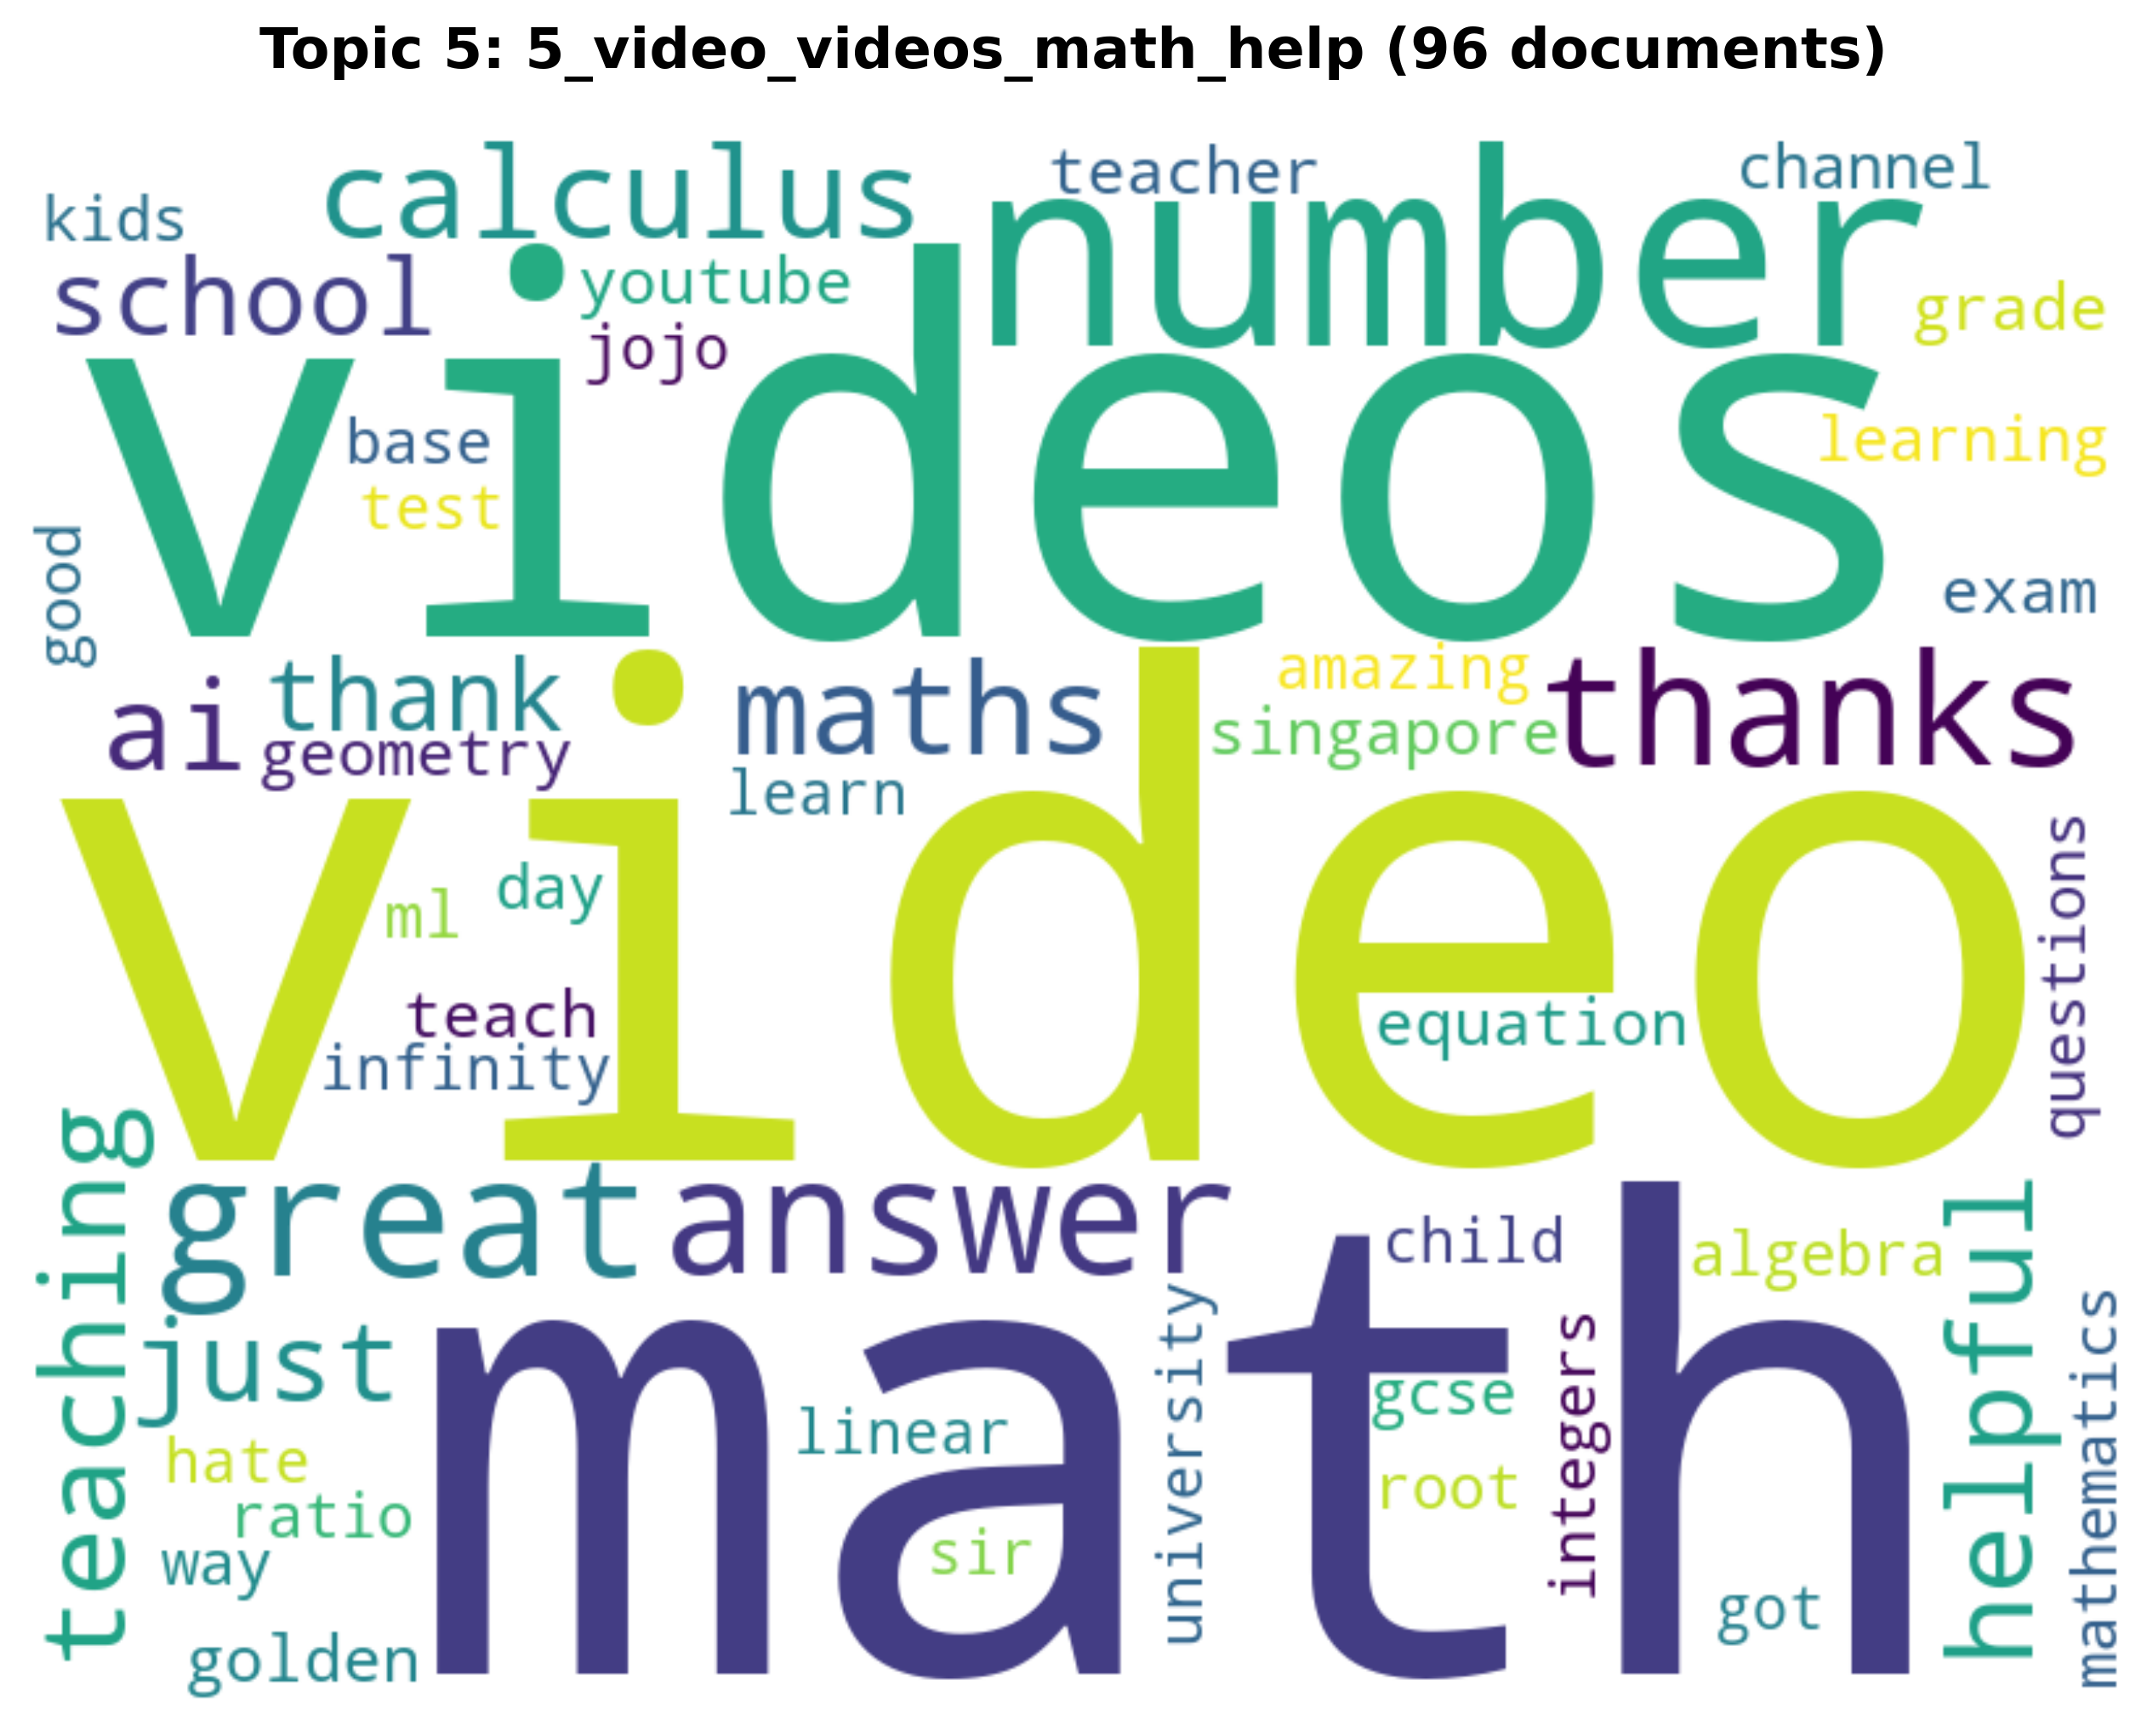 Topic 5: 5_video_videos_math_help (96 documents)
calculus
teacher
number
channel
kids
school
youtube
jojo
grade
videos
base
test
learning
good
exam
ai
thank
geometry
maths
learn
amazing
singapore
thanks
video
ml
day
teach
infinity
equation
questions
teaching
great
answer
child
algebra
helpful
just
math
university
linear
gcse
integers
root
mathematics
hate
ratio
way
sir
got
golden